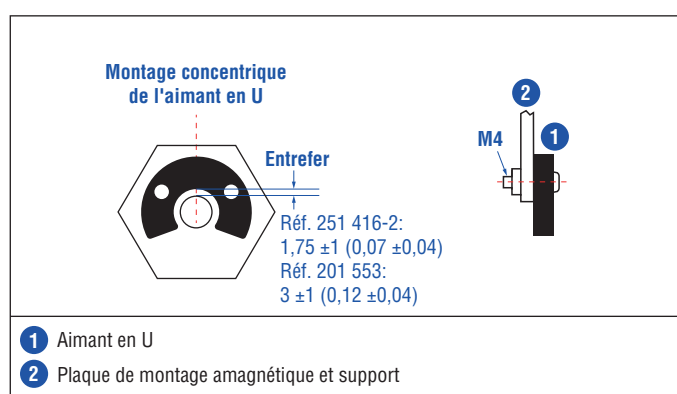 Montage concentrique
de l'aimant en U
Entrefer
Réf. 251 416-2:
1,75 ±1 (0,07 ±0,04)
Réf. 201 553:
3 ±1 (0,12 ±0,04)
2
M4
1
1 Aimant en U
2 Plaque de montage amagnétique et support